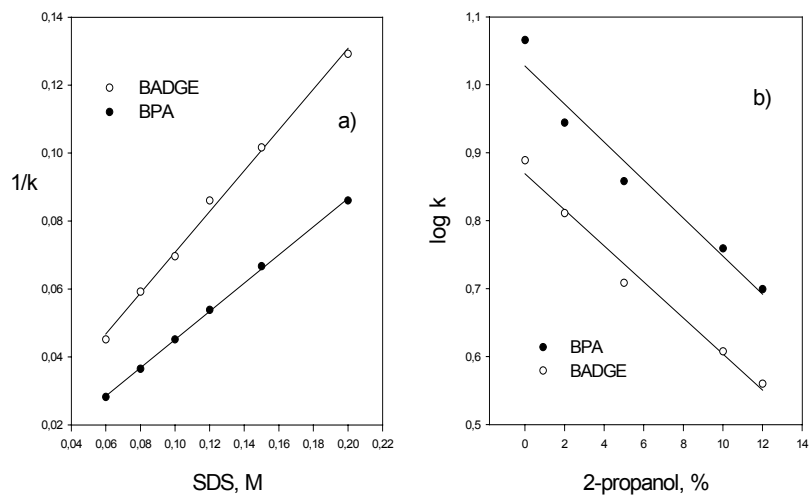 0,14
0,12
0,10
0,08
0,06
0,04
0,02
1/k
BADGE
BPA
a)
0,04 0,06 0,08 0,10 0,12 0,14 0,16 0,18 0,20 0,22
SDS, M
1,1
1,0
0,9
0,8
0,7
0,6
0,5
log k
b)
BPA
BADGE
0 2 4 6 8 10 12 14
2-propanol, %